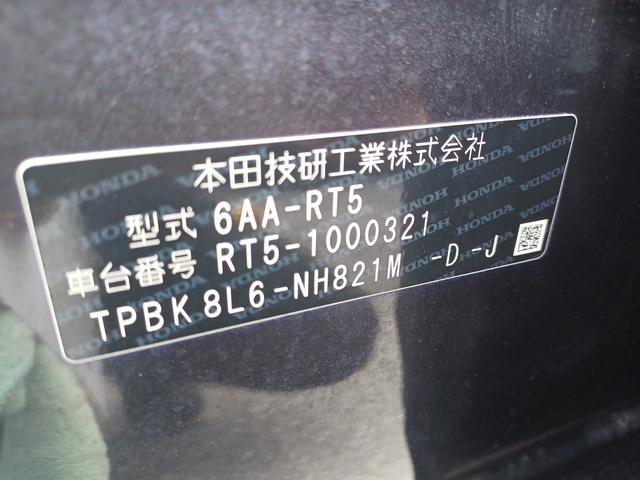 本田技研工業株式会社
型式 6AA-RT5
車台番号 RT5-1000321
TPBK 8L6-NH821M -D -J